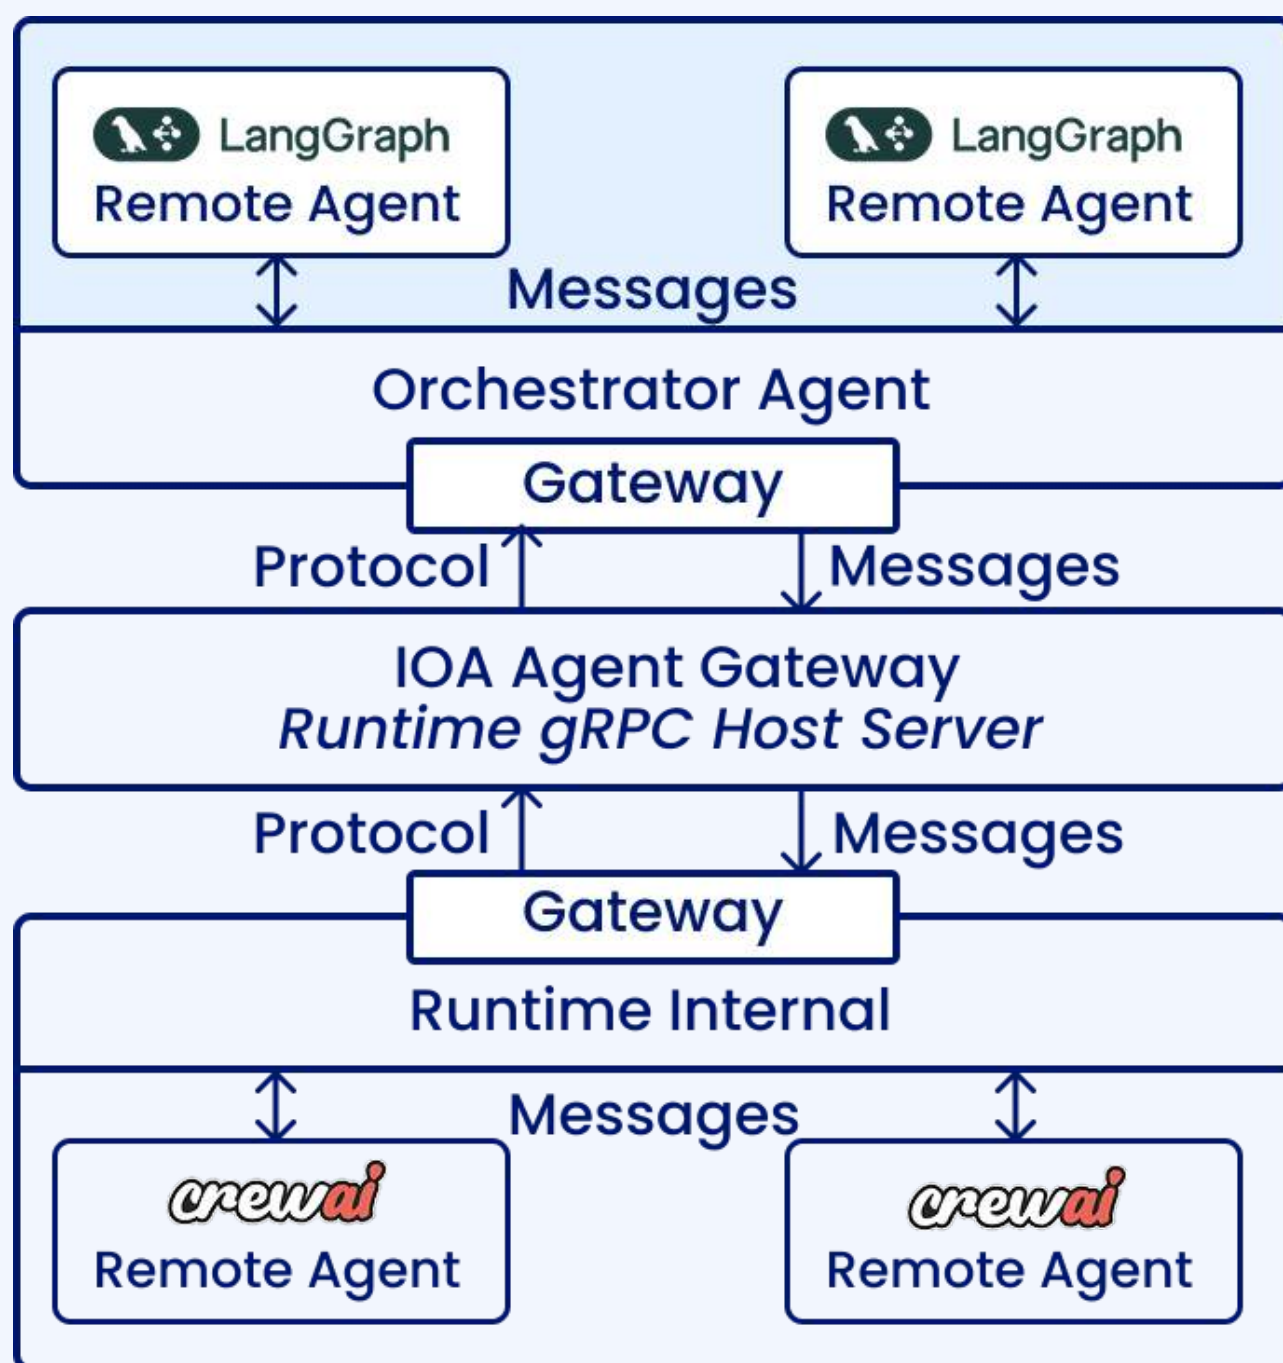 LangGraph
Remote Agent
LangGraph
Remote Agent
Messages
Orchestrator Agent
Gateway
Protocol
Messages
IOA Agent Gateway
Runtime gRPC Host Server
Protocol
Messages
Gateway
Runtime Internal
Messages
crewai
Remote Agent
crewai
Remote Agent